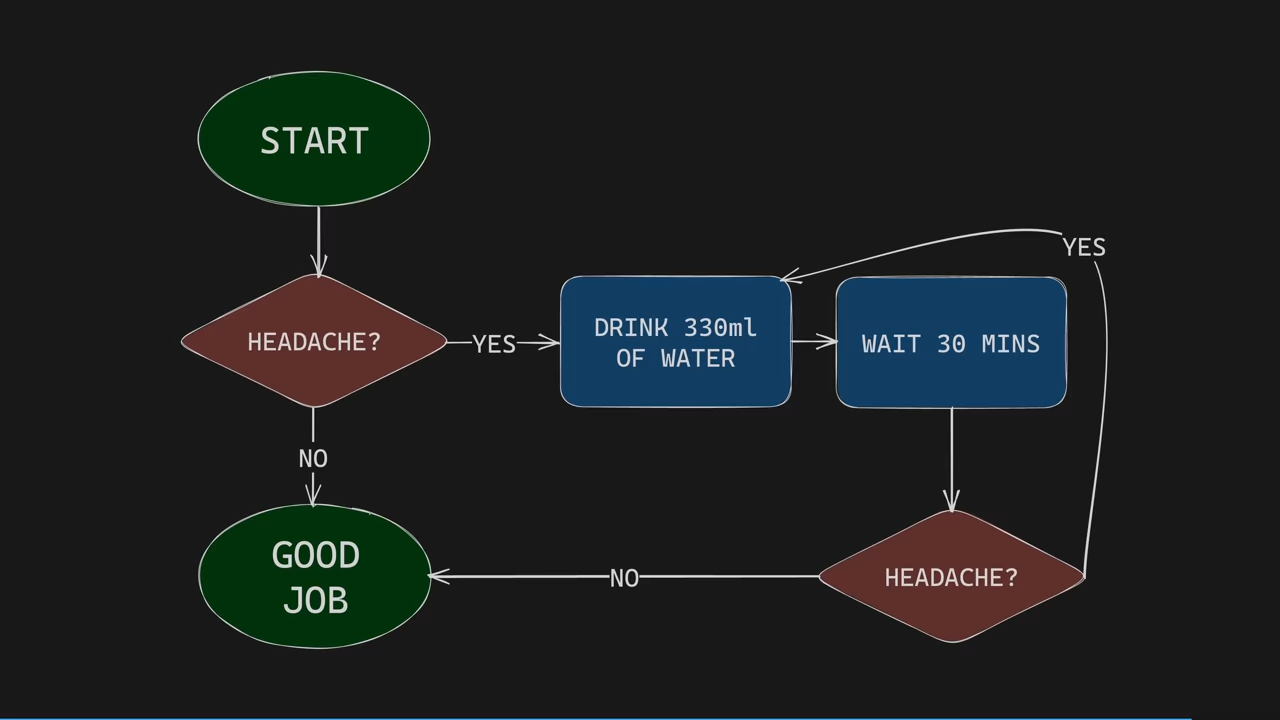 START
HEADACHE?
YES
DRINK 330ml
OF WATER
WAIT 30 MINS
YES
NO
GOOD
JOB
NO
HEADACHE?